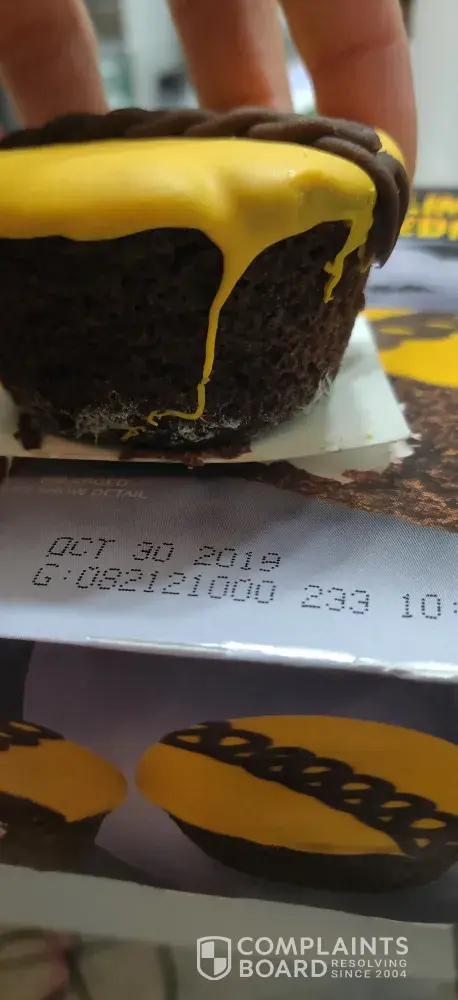 OCT 30 2019
G:082121000 233 10:
COMPLAINTS
BOARD RESOLVING
SINCE 2004